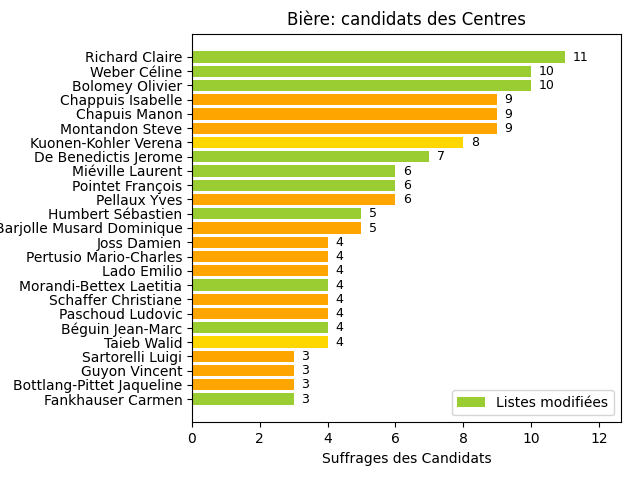 Bière: candidats des Centres
Richard Claire 11
Weber Céline 10
Bolomey Olivier 10
Chappuis Isabelle 9
Chapuis Manon 9
Montandon Steve 9
Kuonen-Kohler Verena 8
De Benedictis Jerome 7
Miéville Laurent 6
Pointet François 6
Pellaux Yves 6
Humbert Sébastien 5
Barjolle Musard Dominique 5
Joss Damien 4
Pertusio Mario-Charles 4
Lado Emilio 4
Morandi-Bettex Laetitia 4
Schaffer Christiane 4
Paschoud Ludovic 4
Béguin Jean-Marc 4
Taieb Walid 4
Sartorelli Luigi 3
Guyon Vincent 3
Bottlang-Pittet Jaqueline 3
Fankhauser Carmen 3
Listes modifiées
0 2 4 6 8 10 12
Suffrages des Candidats